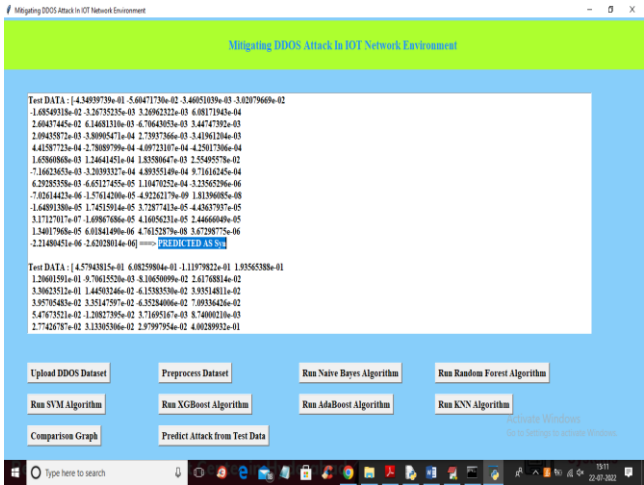 Mitigating DDOS Attack In IOT Network Environment
Mitigating DDOS Attack In IOT Network Environment
Test DATA : [-4.34939739e-01 -5.60471730e-02 -3.46051039e-03 -3.02079669e-02
-1.68549318e-02 -3.26735235e-03 3.26962322e-03 6.08171943e-04
2.60437445e-02 6.14681310e-03 -6.70643053e-03 3.44747392e-03
2.09435872e-03 -3.80905471e-04 2.73937366e-03 -3.41961204e-03
4.41587723e-04 -2.78089799e-04 -4.09723107e-04 -4.25017306e-04
1.65860868e-03 1.24641451e-04 1.83580647e-03 2.55495578e-02
-7.16623653e-03 -3.20393327e-04 4.89355149e-04 9.71616245e-04
6.29285358e-03 -6.65127455e-05 1.10470252e-04 -3.23565296e-06
-7.02614423e-06 -1.57614200e-05 -4.92262179e-09 1.81396085e-08
-1.64891380e-05 1.74515914e-05 3.72877413e-05 -4.43637937e-05
3.17127017e-07 -1.69867686e-05 4.16056231e-05 2.44666049e-05
1.34017968e-05 6.01841490e-06 4.76152879e-08 3.67298775e-06
-2.21480451e-06 -2.62028014e-06] ===> PREDICTED AS Syn
Test DATA : [ 4.57943815e-01 6.08259804e-01 -1.11979822e-01 1.93565388e-01
1.20601591e-01 -9.70615520e-03 -8.10650099e-02 2.61768814e-02
3.30623512e-01 1.44503246e-02 -6.15383530e-02 3.93514811e-02
3.95705483e-02 3.35147597e-02 -6.35284006e-02 7.09336426e-02
5.47673521e-02 -1.20827395e-02 3.71695167e-03 8.74000210e-03
2.77426787e-02 3.13305306e-02 2.97997954e-02 4.00289932e-01
Upload DDOS Dataset
Preprocess Dataset
Run Naive Bayes Algorithm
Run Random Forest Algorithm
Run SVM Algorithm
Run XGBoost Algorithm
Run AdaBoost Algorithm
Run KNN Algorithm
Activate Windows
Go to Settings to activate Windows.
Comparison Graph
Predict Attack from Test Data
Type here to search
15:11
22-07-2022